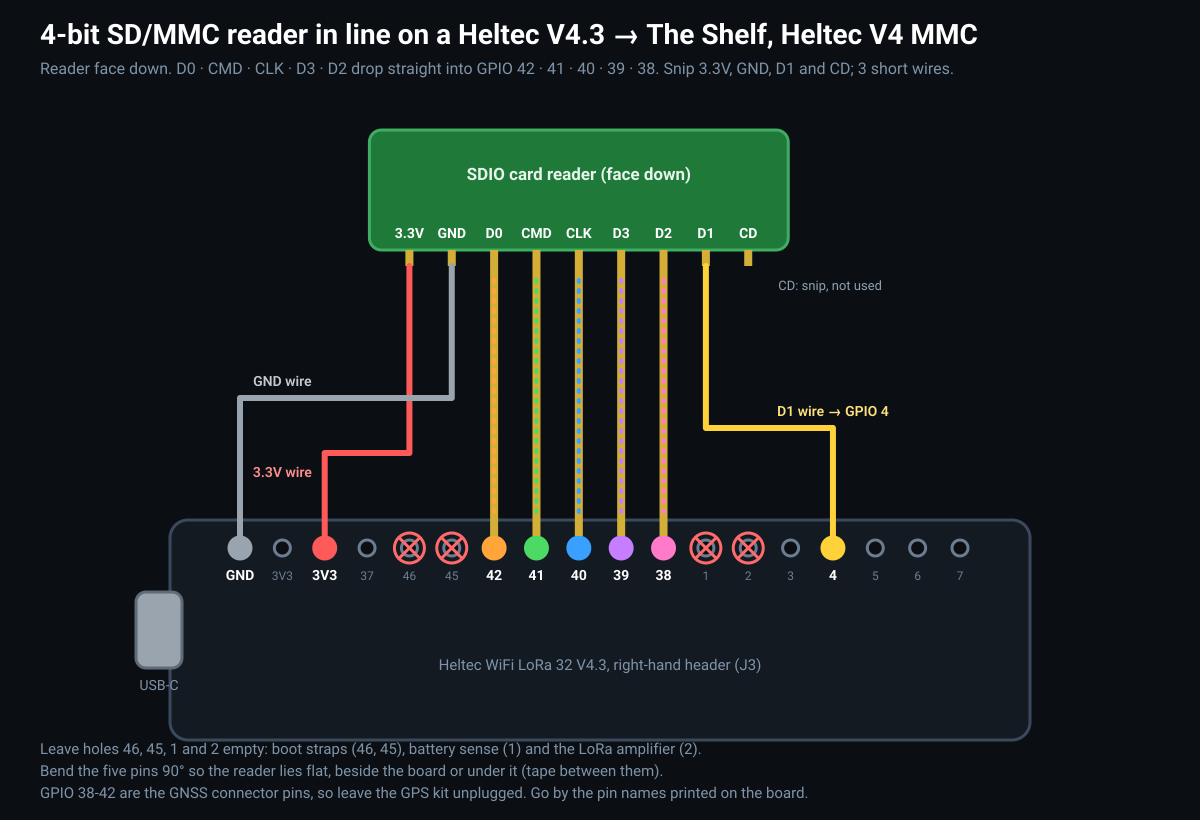 4-bit SD/MMC reader in line on a Heltec V4.3 → The Shelf, Heltec V4 MMC
Reader face down. D0 · CMD · CLK · D3 · D2 drop straight into GPIO 42 · 41 · 40 · 39 · 38. Snip 3.3V, GND, D1 and CD; 3 short wires.
SDIO card reader (face down)
3.3V GND D0 CMD CLK D3 D2 D1 CD
CD: snip, not used
GND wire
D1 wire → GPIO 4
3.3V wire
GND 3V3 3V3 37 46 45 42 41 40 39 38 1 2 3 4 5 6 7
Heltec WiFi LoRa 32 V4.3, right-hand header (J3)
USB-C
Leave holes 46, 45, 1 and 2 empty: boot straps (46, 45), battery sense (1) and the LoRa amplifier (2).
Bend the five pins 90° so the reader lies flat, beside the board or under it (tape between them).
GPIO 38-42 are the GNSS connector pins, so leave the GPS kit unplugged. Go by the pin names printed on the board.